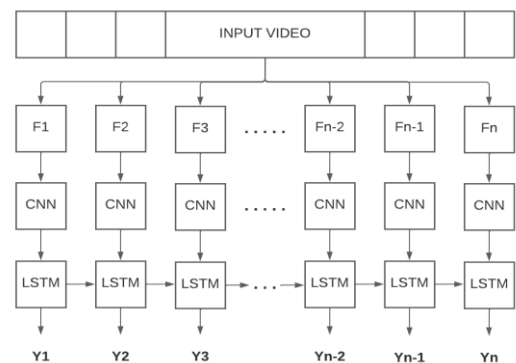 INPUT VIDEO
F1 F2 F3 ..... Fn-2 Fn-1 Fn
CNN CNN CNN ..... CNN CNN CNN
LSTM LSTM LSTM ... LSTM LSTM LSTM
Y1 Y2 Y3 Yn-2 Yn-1 Yn